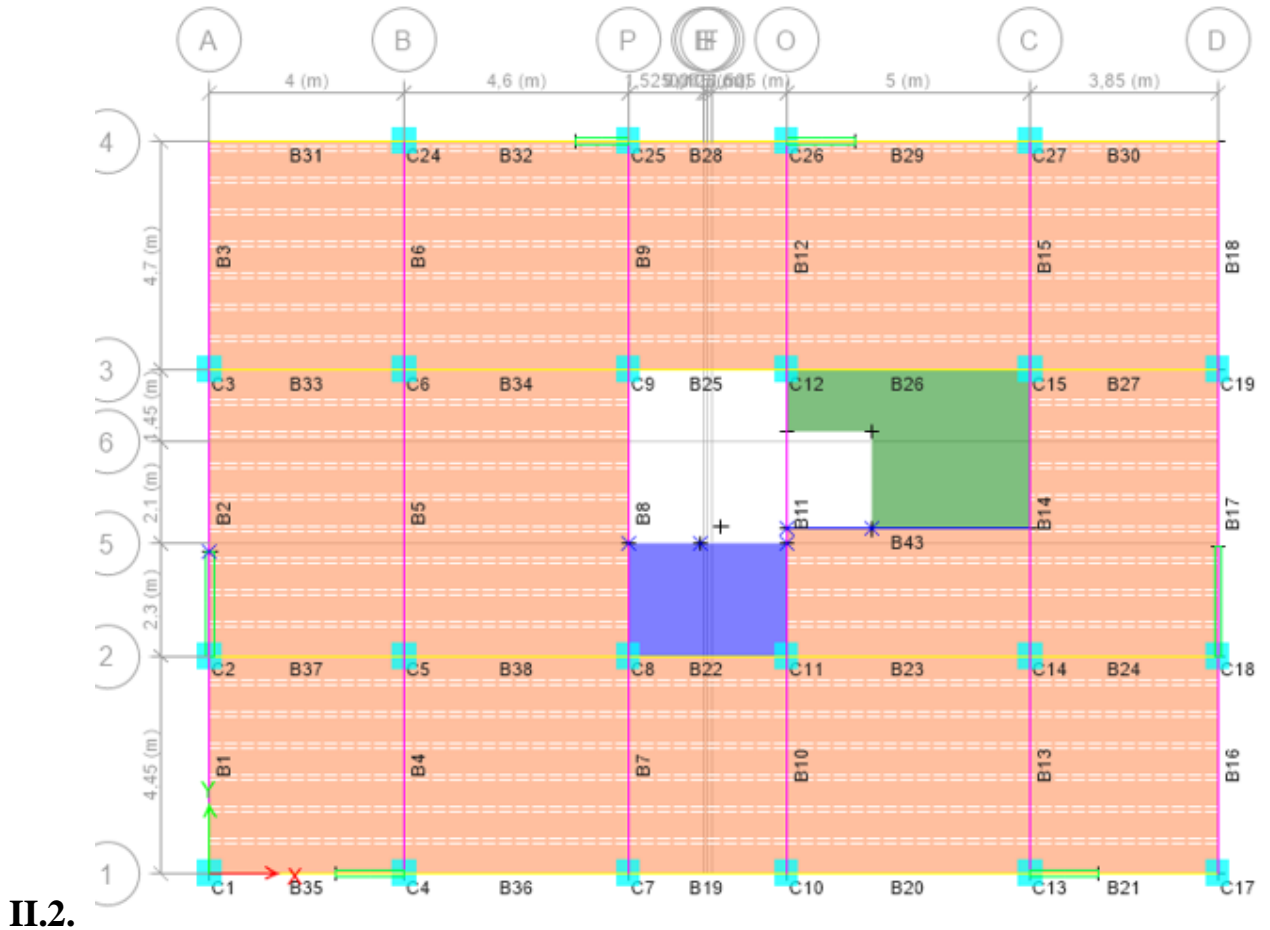 A B P O C D
4 (m) 4,6 (m) 5 (m) 3,85 (m)
4
B31 C24 B32 C25 B28 C26 B29 C27 B30
4,7 (m) B3 B6 B9 B12 B15 B18
3
C3 B33 C6 B34 C9 B25 C12 B26 C15 B27 C19
1,45 (m)
6
2,1 (m) B2 B5 B8 B11 B14 B17
5
B43
2,3 (m)
2
C2 B37 C5 B38 C8 B22 C11 B23 C14 B24 C18
4,45 (m) B1 B4 B7 B10 B13 B16
Y
1
X
C1 B35 C4 B36 C7 B19 C10 B20 C13 B21 C17
II.2.